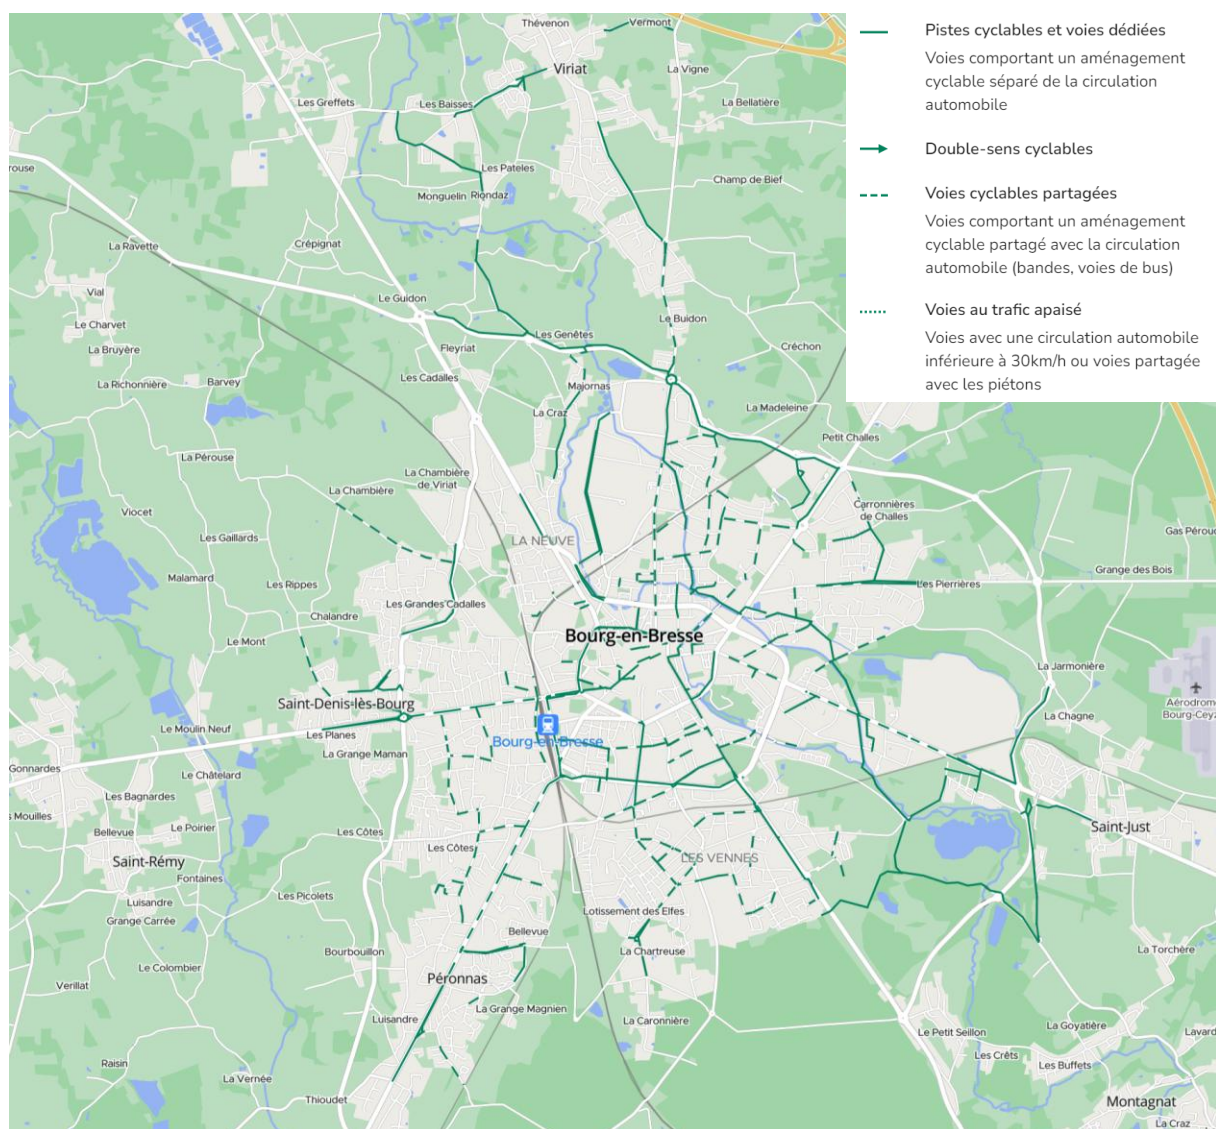 Thévenon
Vermont
Viriat
La Vigne
Les Greffets
Les Baisses
La Bellatière
rouse
Les Pateles
Champ de Bief
Monguelin
Riondaz
La Ravette
Crépignat
Vial
Le Guidon
Le Charvet
Le Buidon
Les Genêtes
La Bruyère
Fleyriat
Créchon
Les Cadalles
La Richonnière
Barvey
Majornas
La Craz
La Madeleine
Petit Challes
La Pérouse
La Chambière
de Viriat
La Chambière
Viocet
Carronnières
de Challes
Les Gaillards
LA NEUVE
Gas Pérouc
Malamard
Les Rippes
Grange des Bois
Les Pierrières
Les Grandes Cadalles
Chalandre
Bourg-en-Bresse
Le Mont
La Jarmonière
Saint-Denis-lès-Bourg
Aérodrome
Bourg-Ceyz
La Chagne
Le Moulin Neuf
Les Planes
Bourg-en-Bresse
La Grange Maman
Gonnardes
Le Châtelard
Les Bagnardes
s Mouilles
Bellevue
Le Poirier
Les Côtes
Saint-Just
Les Côtes
LES VENNES
Saint-Rémy
Fontaines
Luisandre
Les Picolets
Grange Carrée
Lotissement des Elfes
Bellevue
Bourbouillon
La Chartreuse
La Torchère
Le Colombier
Verillat
Péronnas
La Grange Magnien
Luisandre
La Caronnière
Le Petit Seillon
La Goyatière
Lavard
Les Crêts
Les Buffets
Raisin
La Vernée
Thioudet
Montagnat
La Craz
Pistes cyclables et voies dédiées
Voies comportant un aménagement
cyclable séparé de la circulation
automobile
Double-sens cyclables
Voies cyclables partagées
Voies comportant un aménagement
cyclable partagé avec la circulation
automobile (bandes, voies de bus)
Voies au trafic apaisé
Voies avec une circulation automobile
inférieure à 30km/h ou voies partagée
avec les piétons